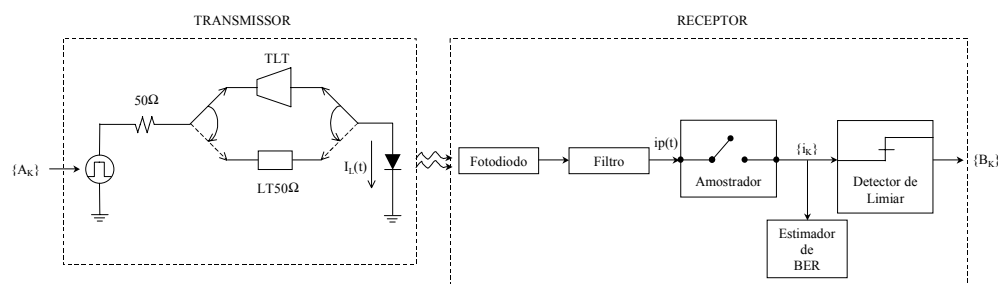 TRANSMISSOR
RECEPTOR
TLT
50Ω
{A_K}
LT50Ω
I_L(t)
Fotodiodo
Filtro
ip(t)
Amostrador
{i_K}
Detector de
Limiar
{B_K}
Estimador
de
BER